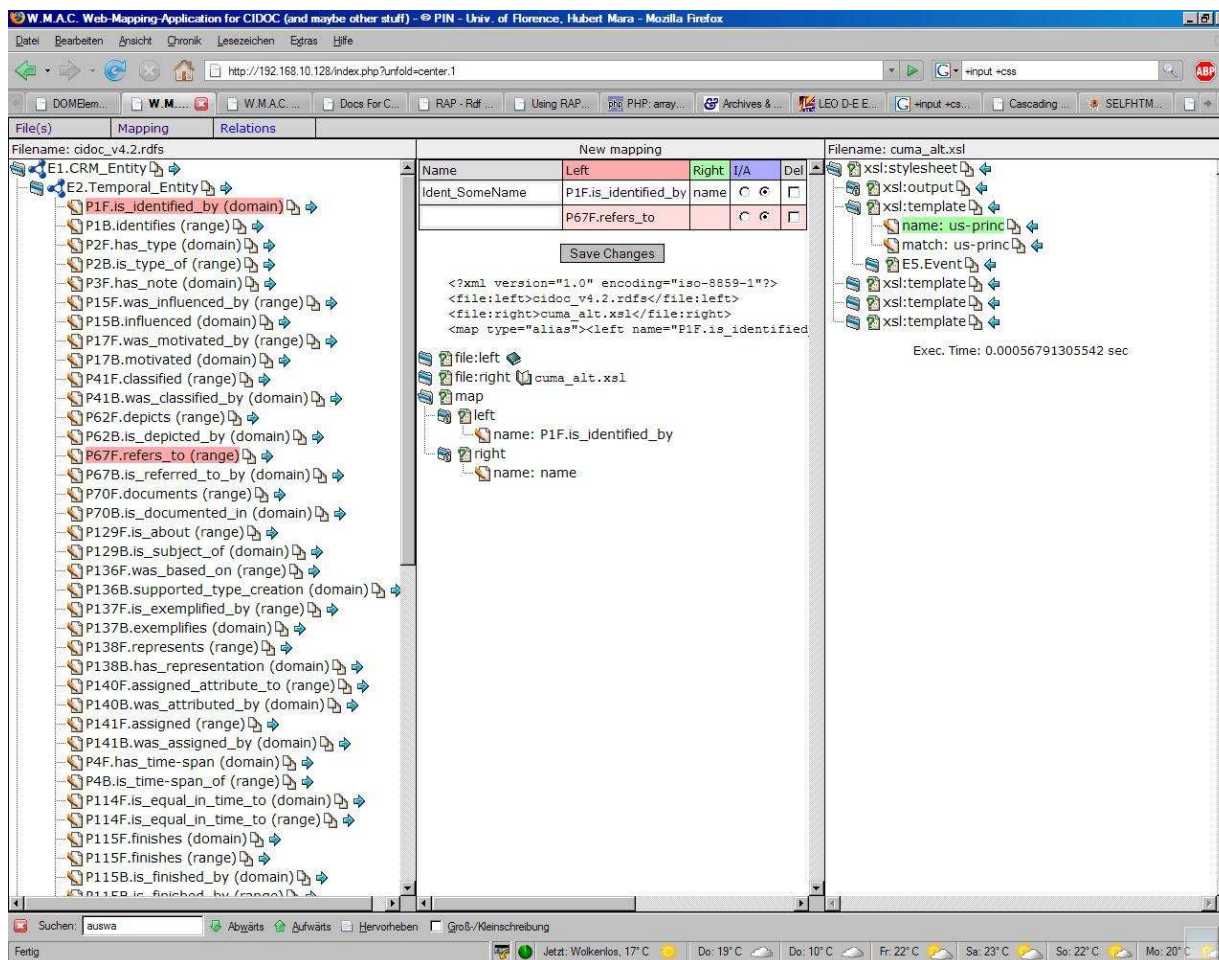 W.M.A.C. Web-Mapping-Application for CIDOC (and maybe other stuff) - © PIN - Univ. of Florence, Hubert Mara - Mozilla Firefox
Datei Bearbeiten Ansicht Chronik Lesezeichen Extras Hilfe
http://192.168.10.128/index.php?unfold=center.1
+input +css
ABP
DOMElem... W.M.... W.M.A.C. ... Docs For C... RAP - Rdf ... Using RAP... PHP: array... Archives & ... LEO D-E E... +input +cs... Cascading ... SELFHTM...
File(s) Mapping Relations
Filename: cidoc_v4.2.rdfs
E1.CRM_Entity
E2.Temporal_Entity
P1F.is_identified_by (domain)
P1B.identifies (range)
P2F.has_type (domain)
P2B.is_type_of (range)
P3F.has_note (domain)
P15F.was_influenced_by (range)
P15B.influenced (domain)
P17F.was_motivated_by (range)
P17B.motivated (domain)
P41F.classified (range)
P41B.was_classified_by (domain)
P62F.depicts (range)
P62B.is_depicted_by (domain)
P67F.refers_to (range)
P67B.is_referred_to_by (domain)
P70F.documents (range)
P70B.is_documented_in (domain)
P129F.is_about (range)
P129B.is_subject_of (domain)
P136F.was_based_on (range)
P136B.supported_type_creation (domain)
P137F.is_exemplified_by (range)
P137B.exemplifies (domain)
P138F.represents (range)
P138B.has_representation (domain)
P140F.assigned_attribute_to (range)
P140B.was_attributed_by (domain)
P141F.assigned (range)
P141B.was_assigned_by (domain)
P4F.has_time-span (domain)
P4B.is_time-span_of (range)
P114F.is_equal_in_time_to (domain)
P114F.is_equal_in_time_to (range)
P115F.finishes (domain)
P115F.finishes (range)
P115B.is_finished_by (domain)
P115B.is_finished_by (range)
New mapping
Name Left Right I/A Del
Ident_SomeName P1F.is_identified_by name
P67F.refers_to
Save Changes
<?xml version="1.0" encoding="iso-8859-1"?>
<file:left>cidoc_v4.2.rdfs</file:left>
<file:right>cuma_alt.xsl</file:right>
<map type="alias"><left name="P1F.is_identified
file:left
file:right cuma_alt.xsl
map
left
name: P1F.is_identified_by
right
name: name
Filename: cuma_alt.xsl
xsl:stylesheet
xsl:output
xsl:template
name: us-princ
match: us-princ
E5.Event
xsl:template
xsl:template
xsl:template
Exec. Time: 0.00056791305542 sec
Suchen: auswa Abwärts Aufwärts Hervorheben Groß-/Kleinschreibung
Fertig Jetzt: Wolkenlos, 17° C Do: 19° C Do: 10° C Fr: 22° C Sa: 23° C So: 22° C Mo: 20° C